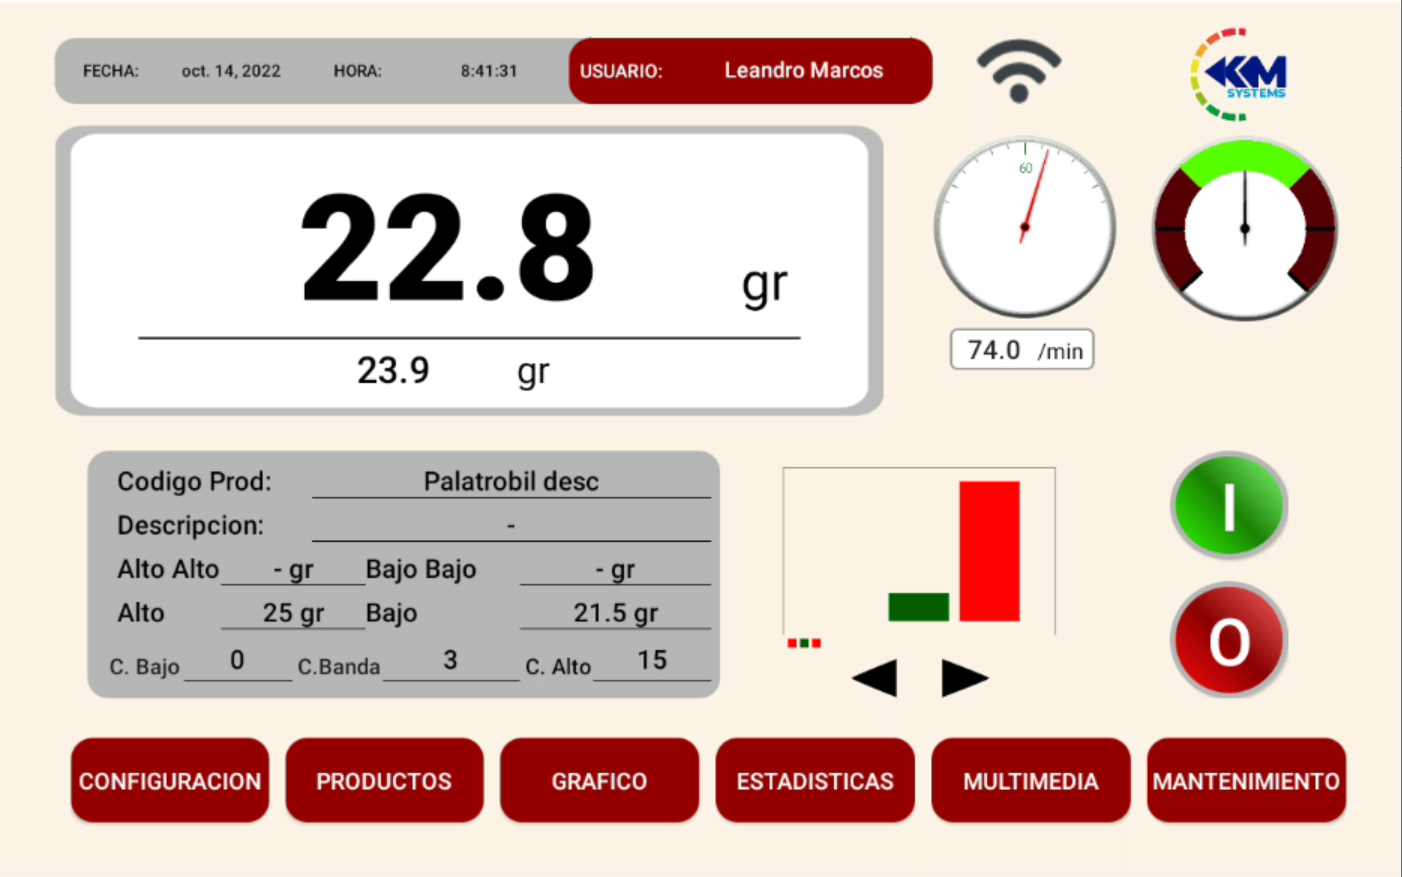 FECHA: oct. 14, 2022 HORA: 8:41:31 USUARIO: Leandro Marcos
KM
SYSTEMS
60
22.8 gr
74.0 /min
23.9 gr
Codigo Prod: Palatrobil desc
Descripcion: -
Alto Alto - gr Bajo Bajo - gr
Alto 25 gr Bajo 21.5 gr
C. Bajo 0 C.Banda 3 C. Alto 15
I
O
CONFIGURACION PRODUCTOS GRAFICO ESTADISTICAS MULTIMEDIA MANTENIMIENTO